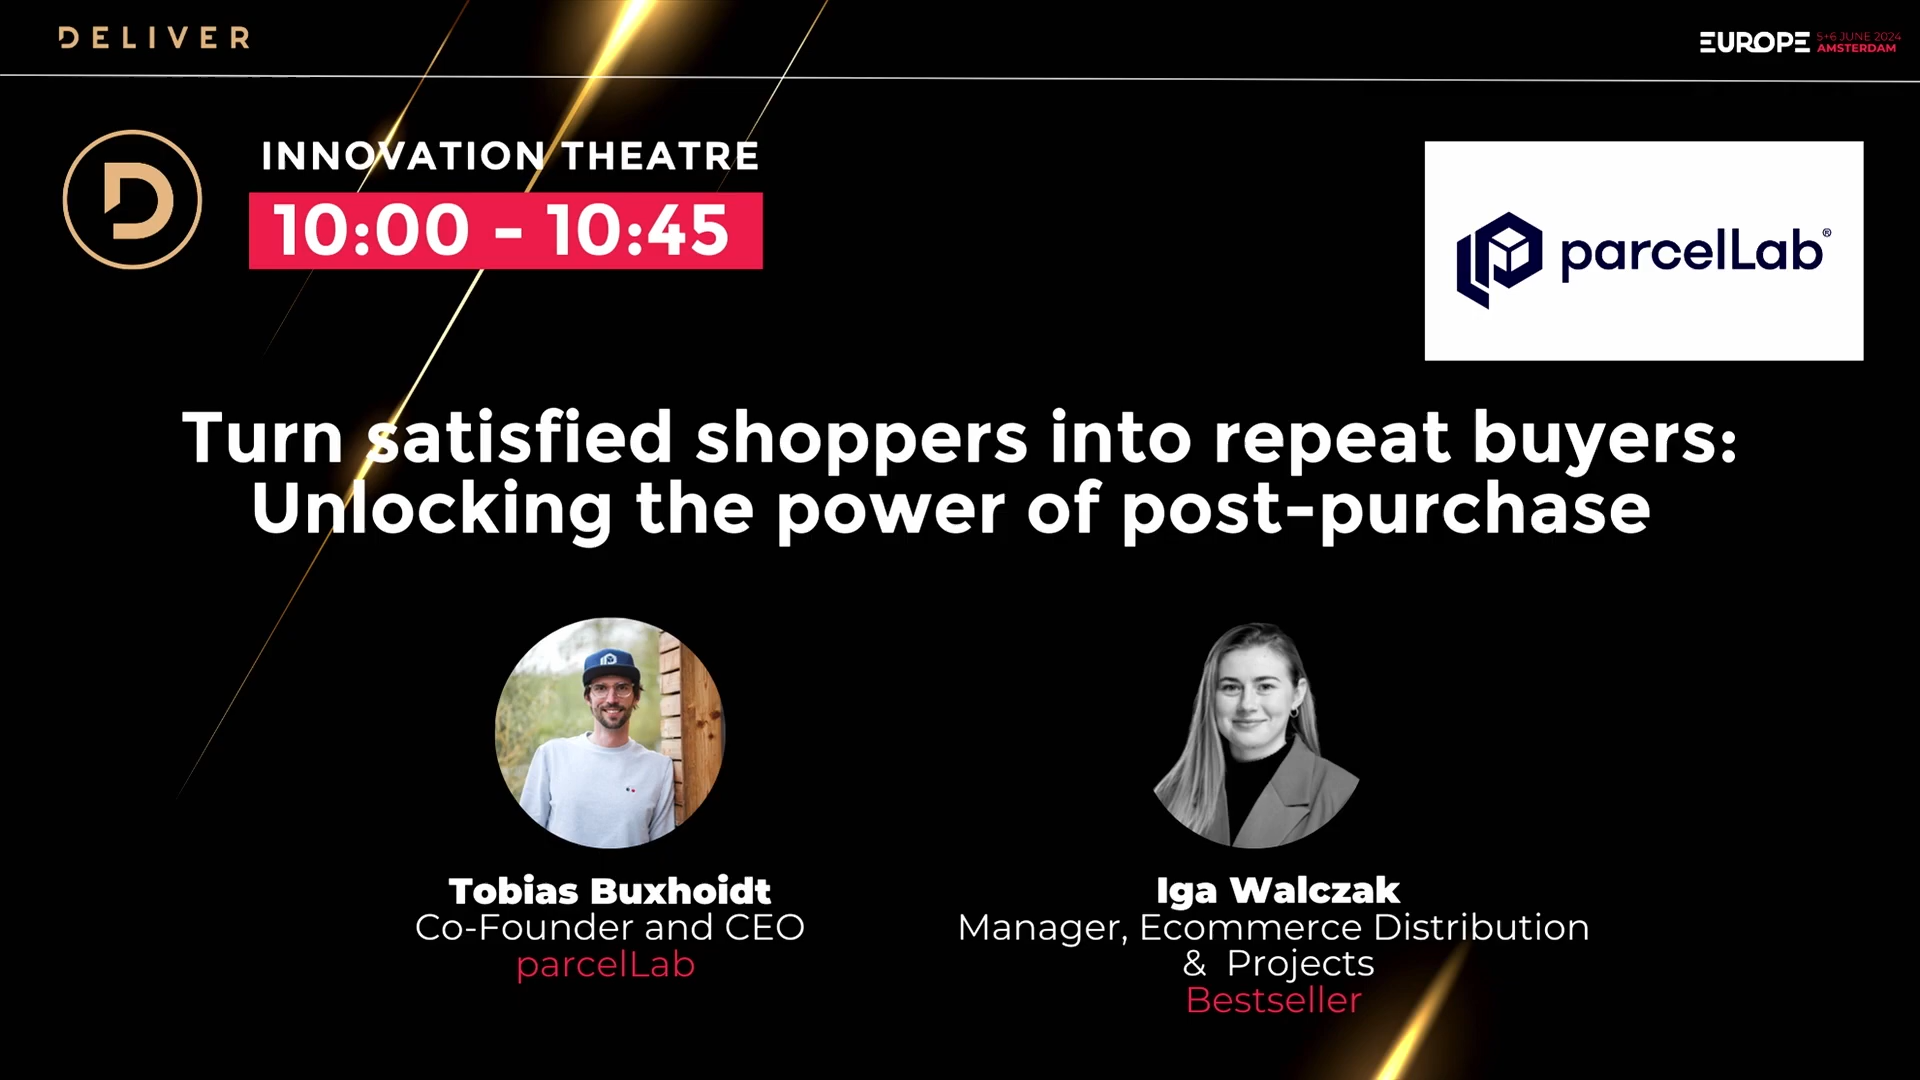 DELIVER
EUROPE 5+6 JUNE 2024
AMSTERDAM
INNOVATION THEATRE
10:00 - 10:45
parcelLab®
Turn satisfied shoppers into repeat buyers:
Unlocking the power of post-purchase
Tobias Buxhoidt
Co-Founder and CEO
parcelLab
Iga Walczak
Manager, Ecommerce Distribution
& Projects
Bestseller